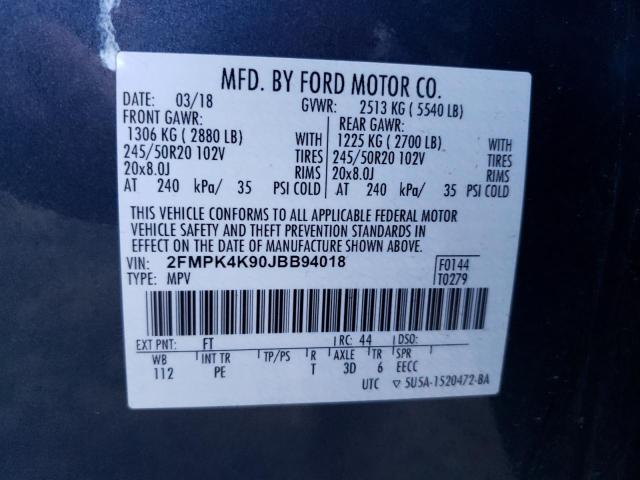 MFD. BY FORD MOTOR CO.
DATE: 03/18 GVWR: 2513 KG ( 5540 LB)
FRONT GAWR: REAR GAWR:
1306 KG ( 2880 LB) WITH 1225 KG ( 2700 LB) WITH
245/50R20 102V TIRES 245/50R20 102V TIRES
20x8.0J RIMS 20x8.0J RIMS
AT 240 kPa/ 35 PSI COLD AT 240 kPa/ 35 PSI COLD
THIS VEHICLE CONFORMS TO ALL APPLICABLE FEDERAL MOTOR
VEHICLE SAFETY AND THEFT PREVENTION STANDARDS IN
EFFECT ON THE DATE OF MANUFACTURE SHOWN ABOVE.
VIN: 2FMPK4K90JBB94018 F0144
TYPE: MPV T0279
EXT PNT: FT RC: 44 DSO:
WB INT TR TP/PS R AXLE TR SPR
112 PE T 3D 6 EECC
UTC ▽ 5U5A-1520472-BA